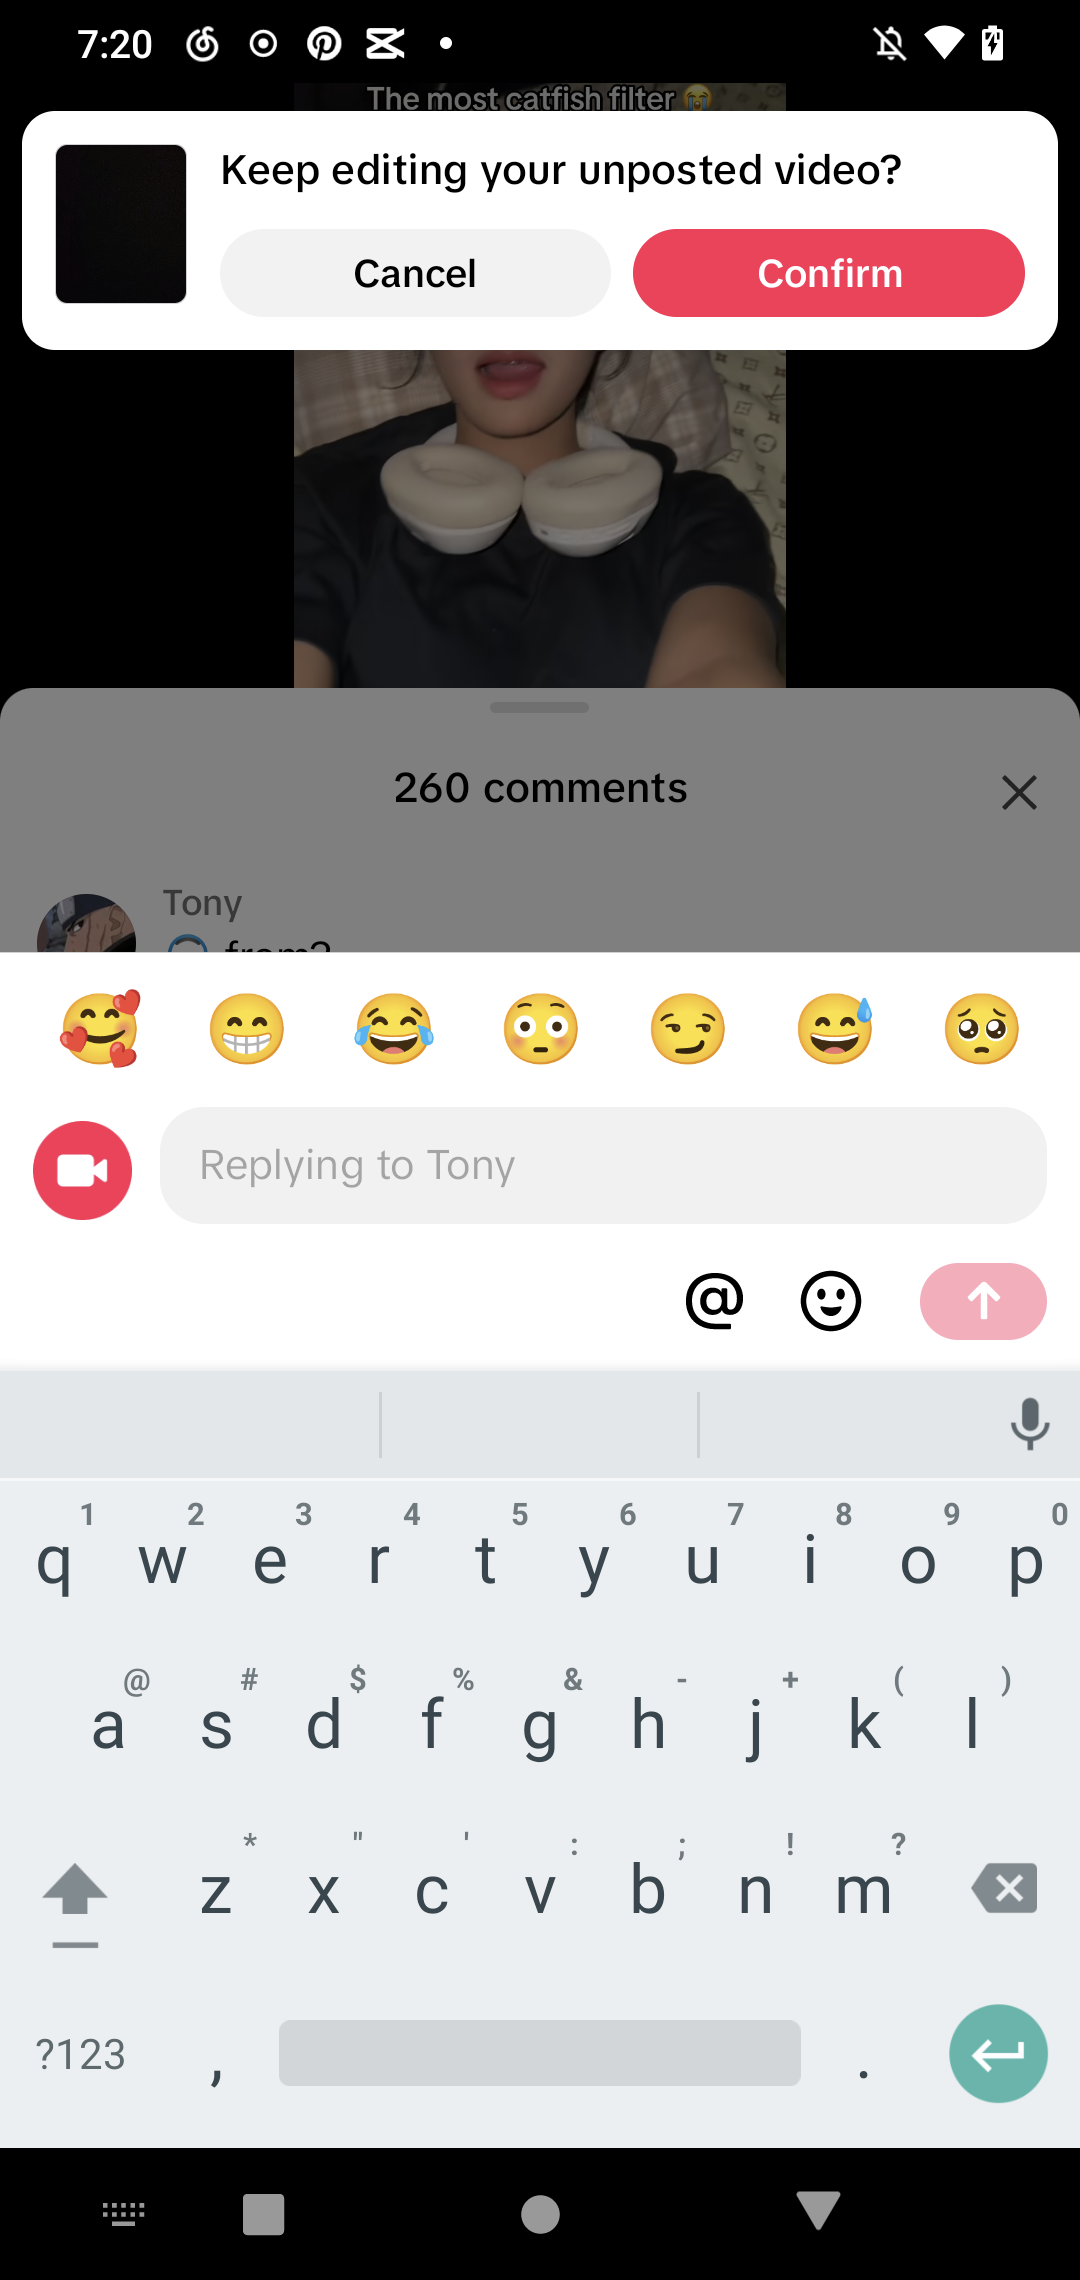 7:20
The most catfish filter 😭
Keep editing your unposted video?
Cancel
Confirm
260 comments
Tony
from?
Replying to Tony
1 2 3 4 5 6 7 8 9 0
q w e r t y u i o p
@ # $ % & - + ( )
a s d f g h j k l
* " ' : ; ! ?
z x c v b n m
?123 , .